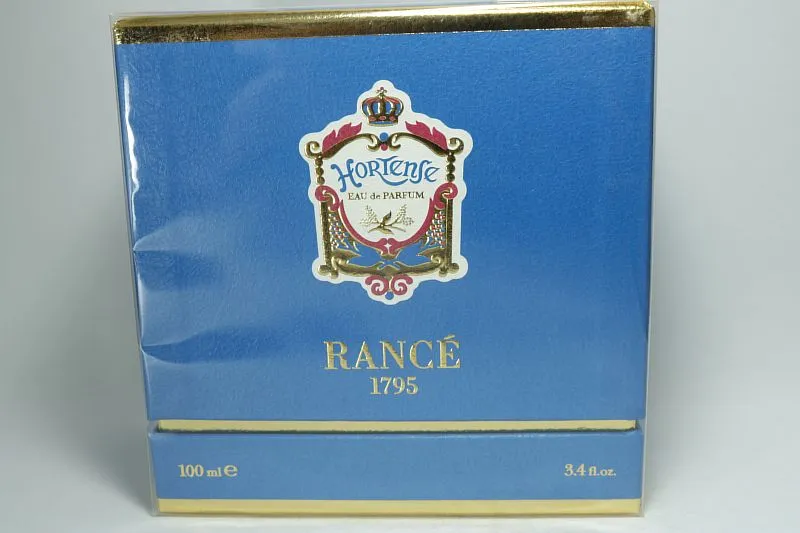 Hortense
EAU de PARFUM
RANCÉ
1795
100 ml ℮
3.4 fl.oz.